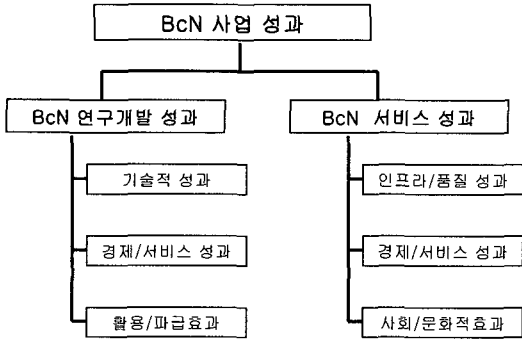 BcN 사업 성과
BcN 연구개발 성과
기술적 성과
경제/서비스 성과
활용/파급효과
BcN 서비스 성과
인프라/품질 성과
경제/서비스 성과
사회/문화적효과